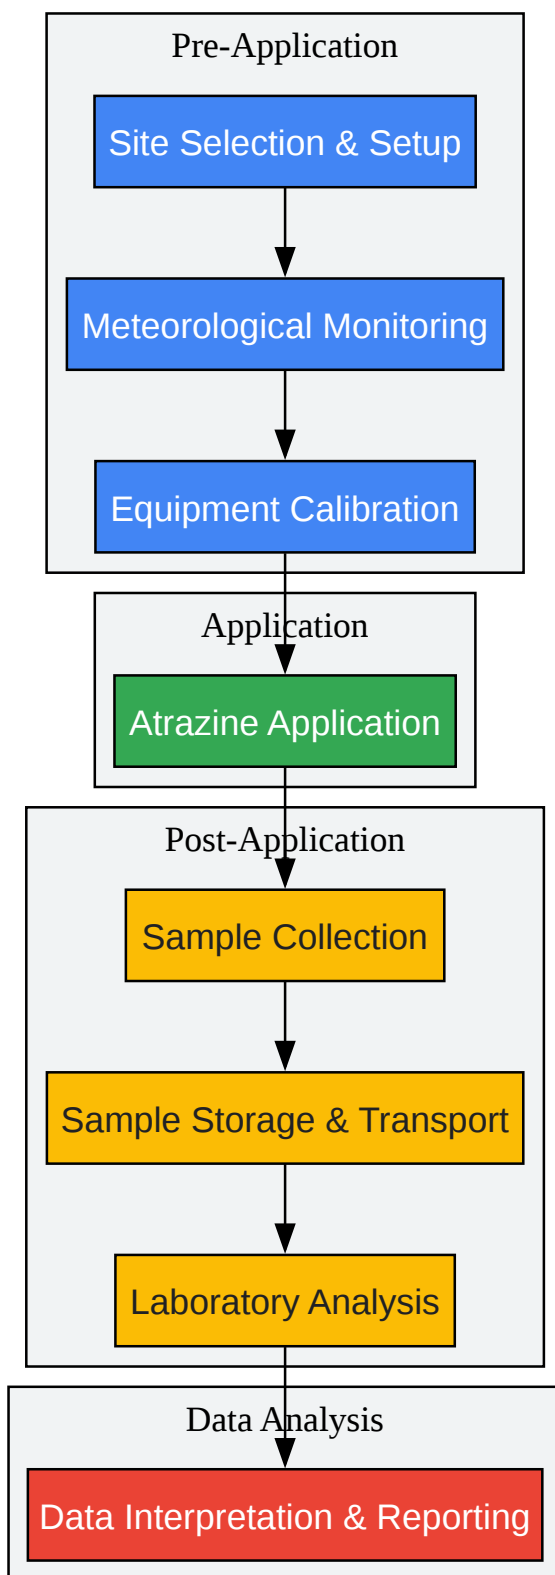 Pre-Application
Site Selection & Setup
Meteorological Monitoring
Equipment Calibration
Application
Atrazine Application
Post-Application
Sample Collection
Sample Storage & Transport
Laboratory Analysis
Data Analysis
Data Interpretation & Reporting